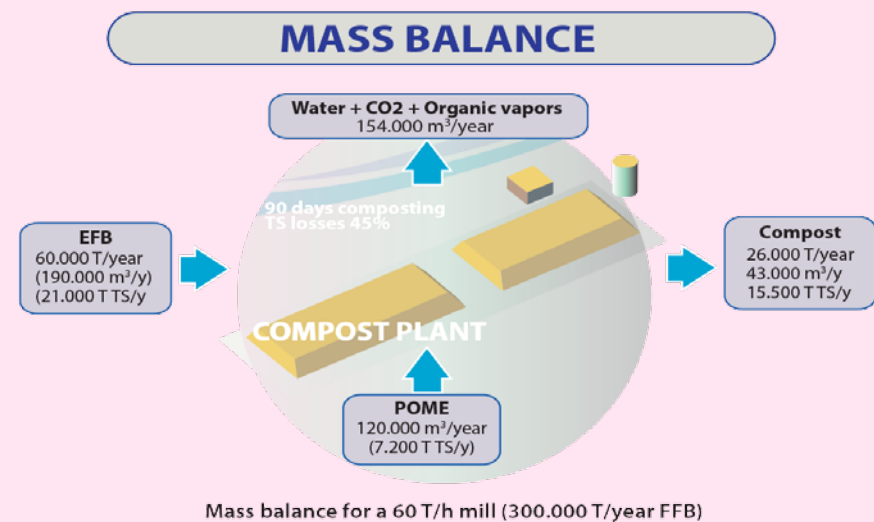 MASS BALANCE
Water + CO2 + Organic vapors
154.000 m³/year
90 days composting
TS losses 45%
EFB
60.000 T/year
(190.000 m³/y)
(21.000 T TS/y
Compost
26.000 T/year
43.000 m³/y
15.500 T TS/y
COMPOST PLANT
POME
120.000 m³/year
(7.200 T TS/y)
Mass balance for a 60 T/h mill (300.000 T/year FFB)